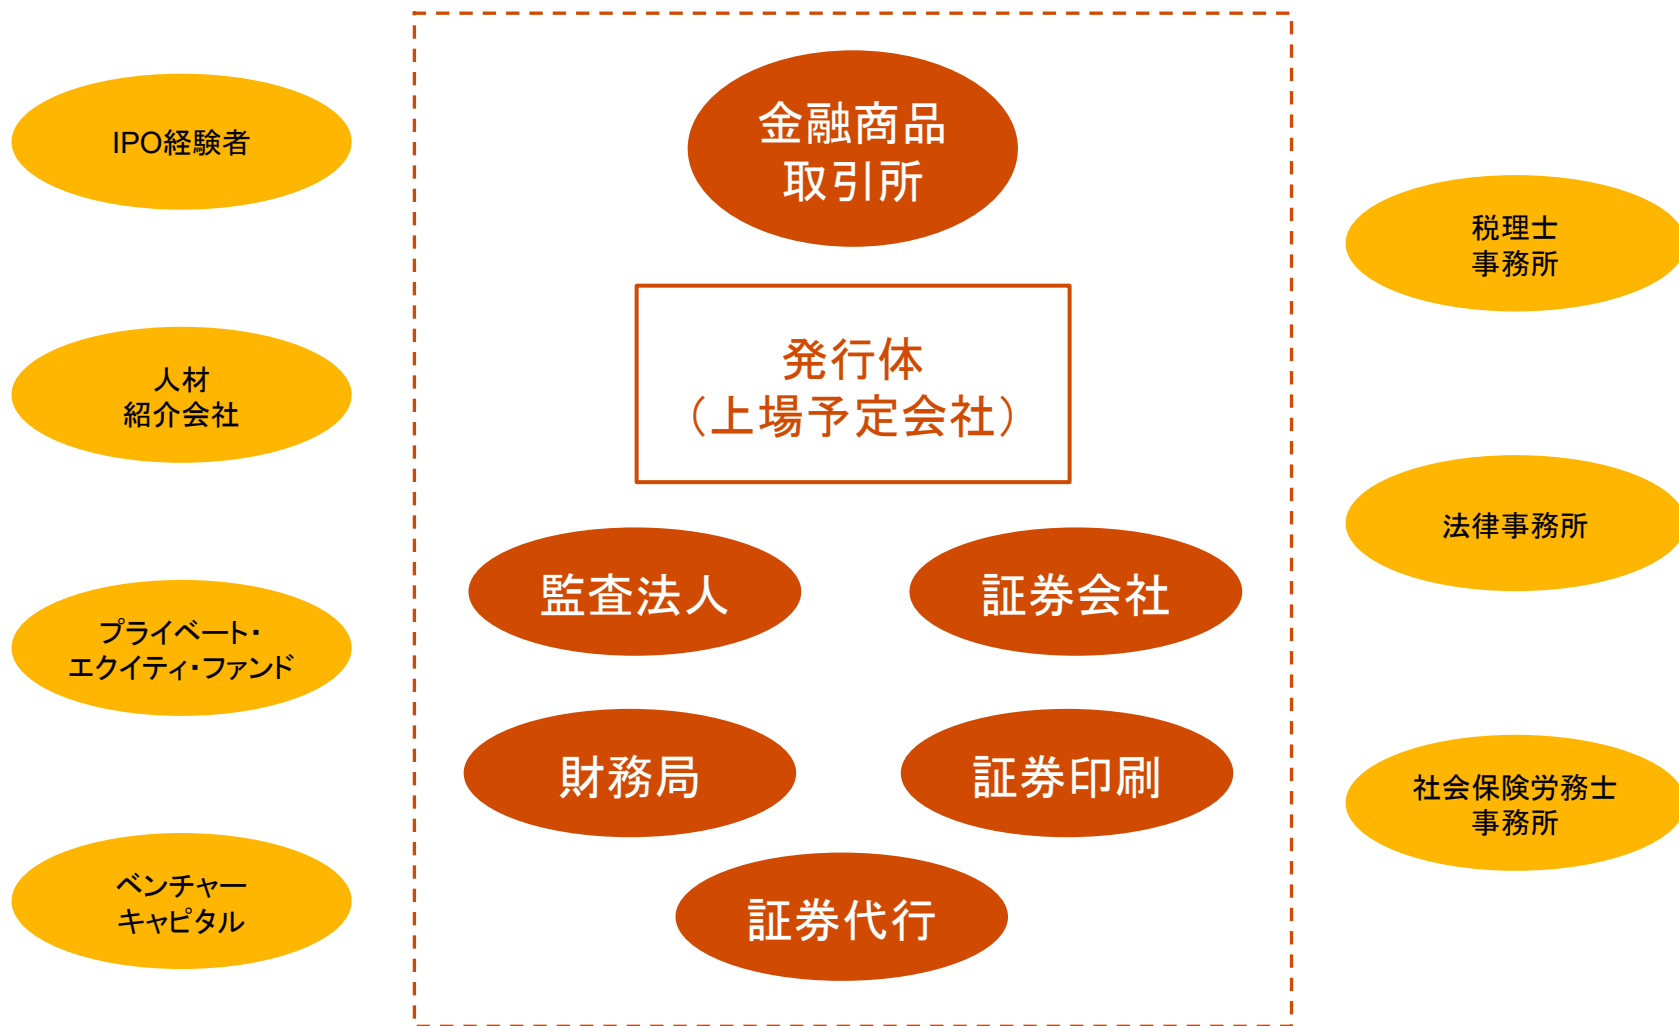 IPO経験者
人材
紹介会社
プライベート・
エクイティ・ファンド
ベンチャー
キャピタル
金融商品
取引所
発行体
（上場予定会社）
監査法人
証券会社
財務局
証券印刷
証券代行
税理士
事務所
法律事務所
社会保険労務士
事務所